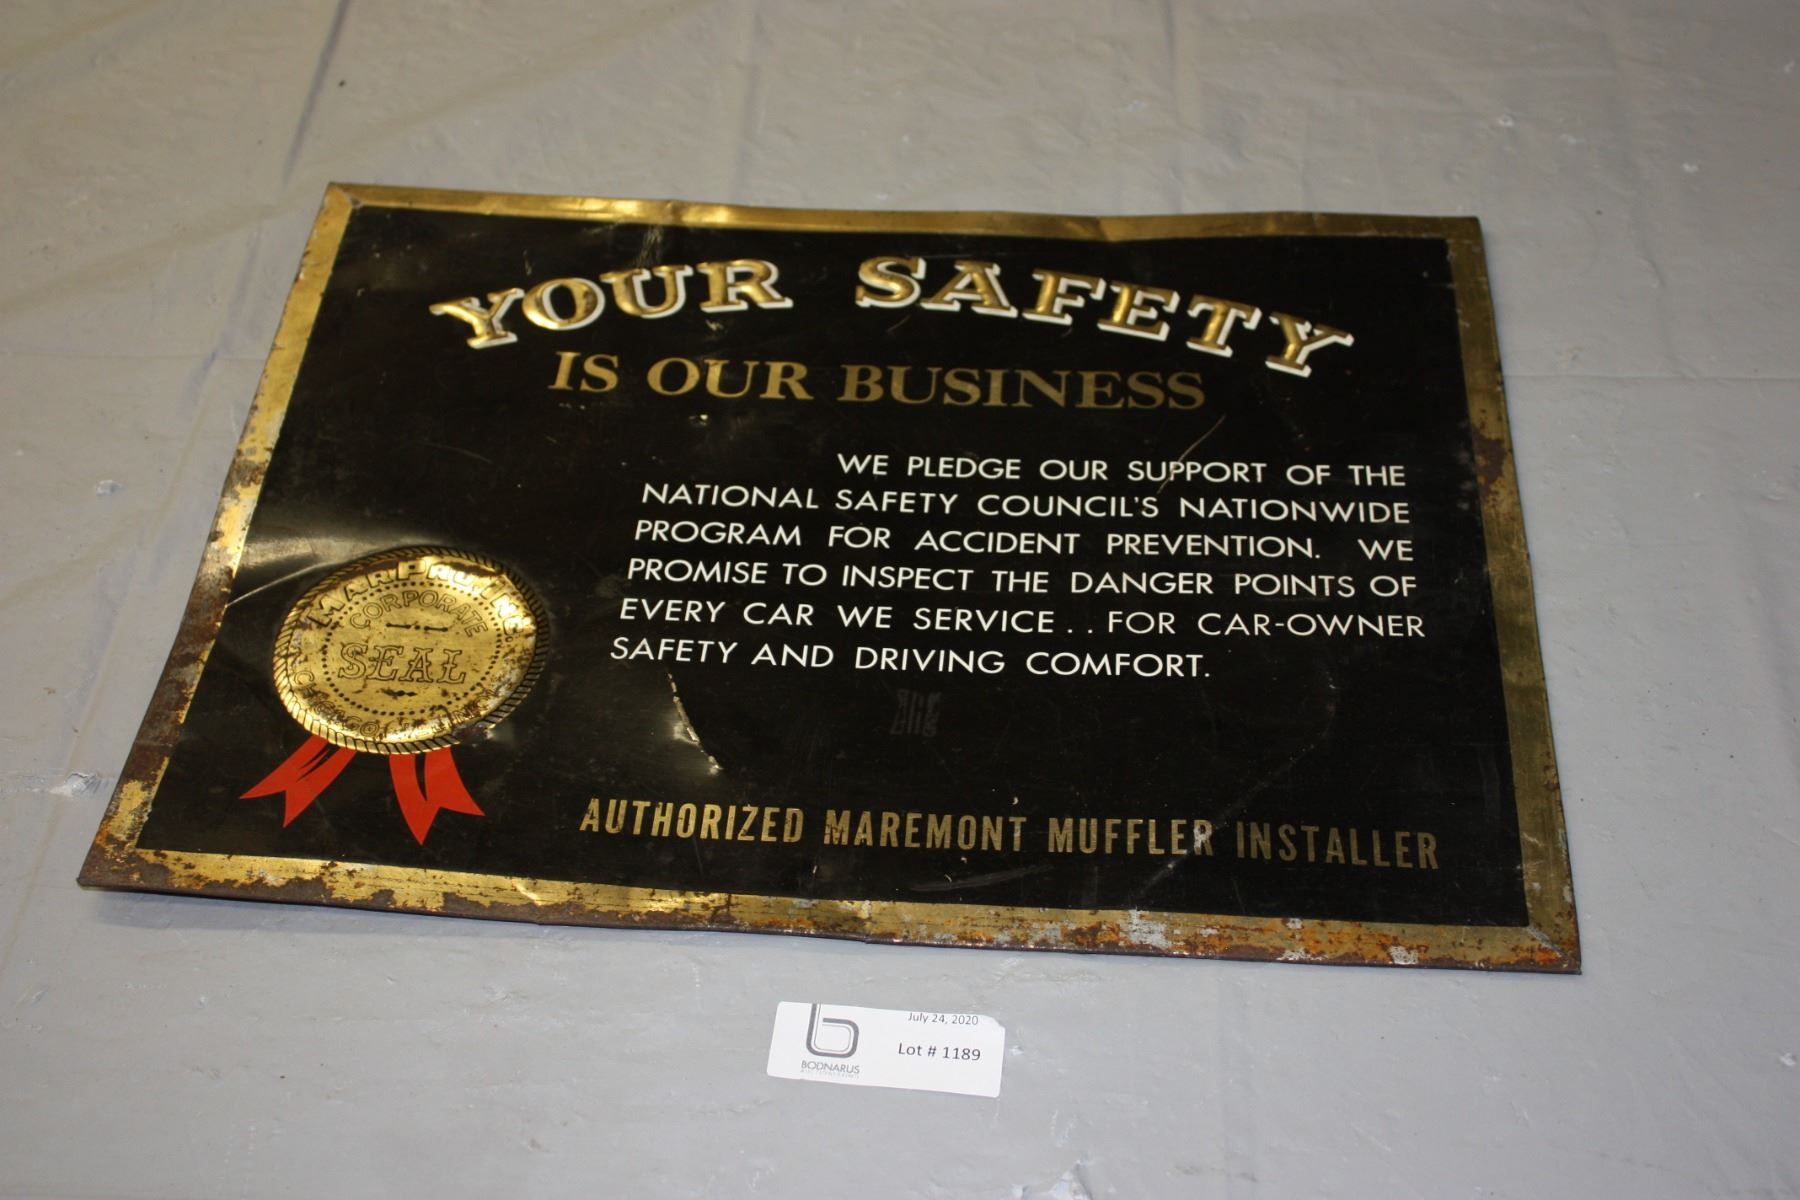 YOUR SAFETY
IS OUR BUSINESS
WE PLEDGE OUR SUPPORT OF THE
NATIONAL SAFETY COUNCIL'S NATIONWIDE
PROGRAM FOR ACCIDENT PREVENTION. WE
PROMISE TO INSPECT THE DANGER POINTS OF
EVERY CAR WE SERVICE . . FOR CAR-OWNER
SAFETY AND DRIVING COMFORT.
CORPORATE
SEAL
AUTHORIZED MAREMONT MUFFLER INSTALLER
July 24, 2020
Lot # 1189
BODNARUS
AUCTIONEERING